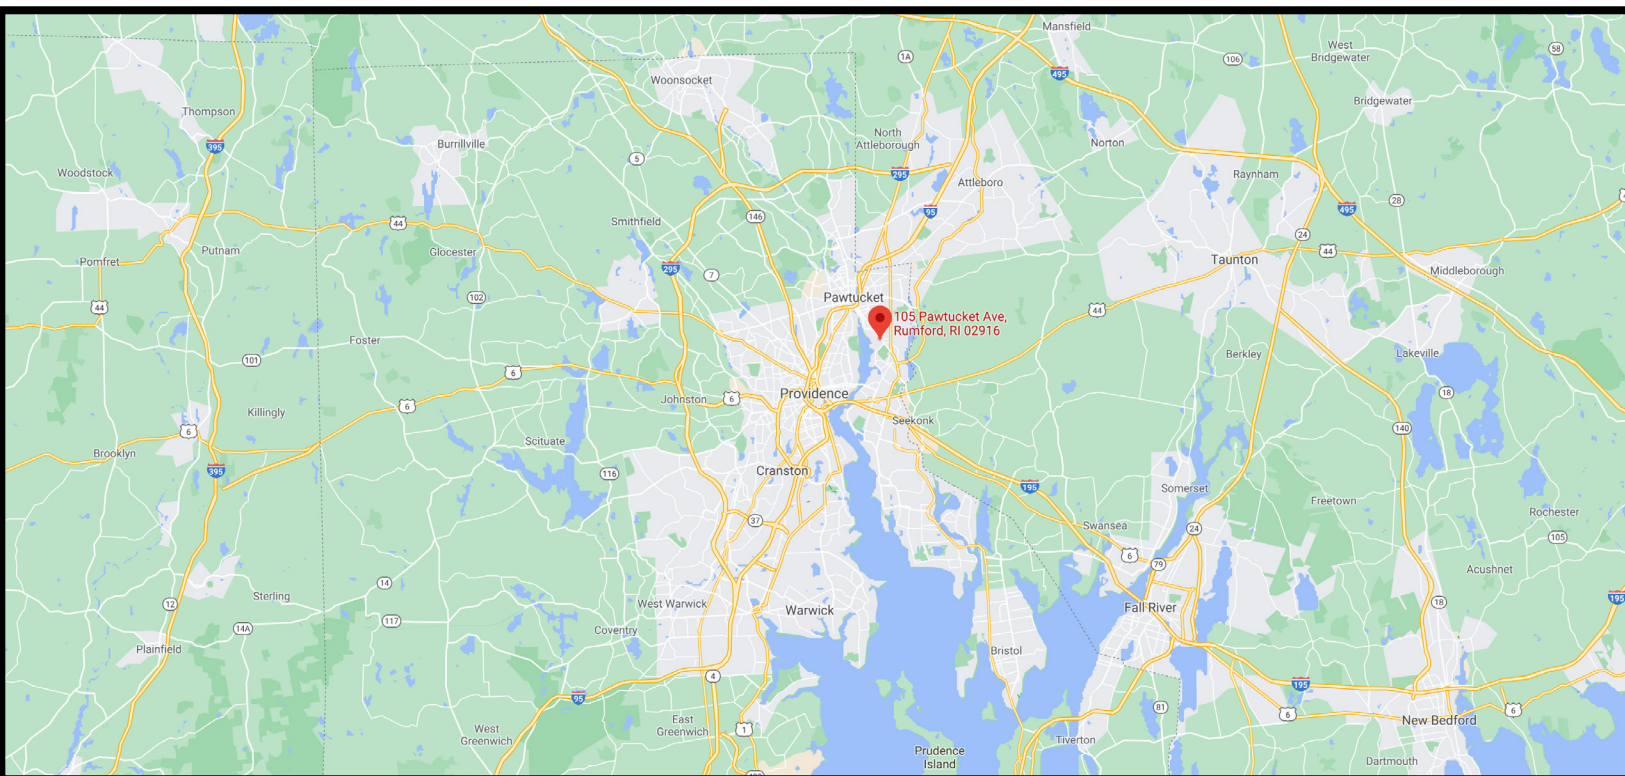 Mansfield
West
Bridgewater
58
1A
106
495
Woonsocket
Bridgewater
Thompson
North
Attleborough
Norton
Burrillville
395
5
Woodstock
295
Attleboro
Raynham
28
495
95
146
Smithfield
44
24
Putnam
Glocester
44
Pomfret
Taunton
Middleborough
295
7
102
Pawtucket
44
44
105 Pawtucket Ave,
Rumford, RI 02916
Foster
Berkley
Lakeville
101
6
Providence
18
Johnston
6
6
Killingly
Seekonk
140
6
Scituate
Brooklyn
395
116
Cranston
195
Somerset
Freetown
Rochester
37
Swansea
24
105
6
79
Acushnet
14
Sterling
12
West Warwick
Warwick
Fall River
18
195
117
14A
Coventry
Plainfield
Bristol
4
195
95
81
6
6
East
Greenwich
1
West
Greenwich
New Bedford
Tiverton
Prudence
Island
Dartmouth